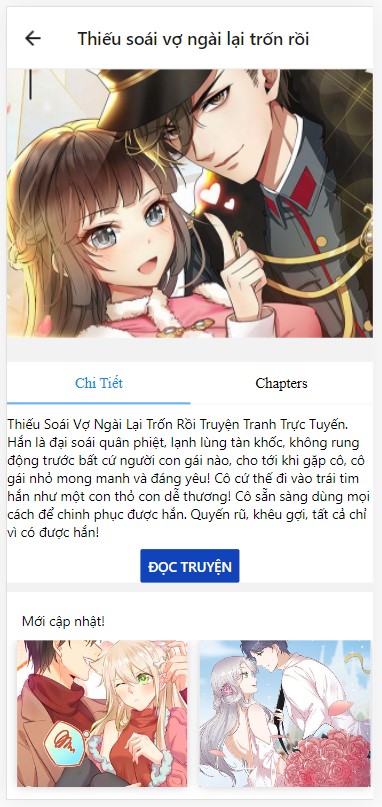 Thiếu soái vợ ngài lại trốn rồi
Chi Tiết
Chapters
Thiếu Soái Vợ Ngài Lại Trốn Rồi Truyện Tranh Trực Tuyến.
Hắn là đại soái quân phiệt, lạnh lùng tàn khốc, không rung
động trước bất cứ người con gái nào, cho tới khi gặp cô, cô
gái nhỏ mong manh và đáng yêu! Cô cứ thế đi vào trái tim
hắn như một con thỏ con dễ thương! Cô sẵn sàng dùng mọi
cách để chinh phục được hắn. Quyến rũ, khêu gợi, tất cả chỉ
vì có được hắn!
ĐỌC TRUYỆN
Mới cập nhật!